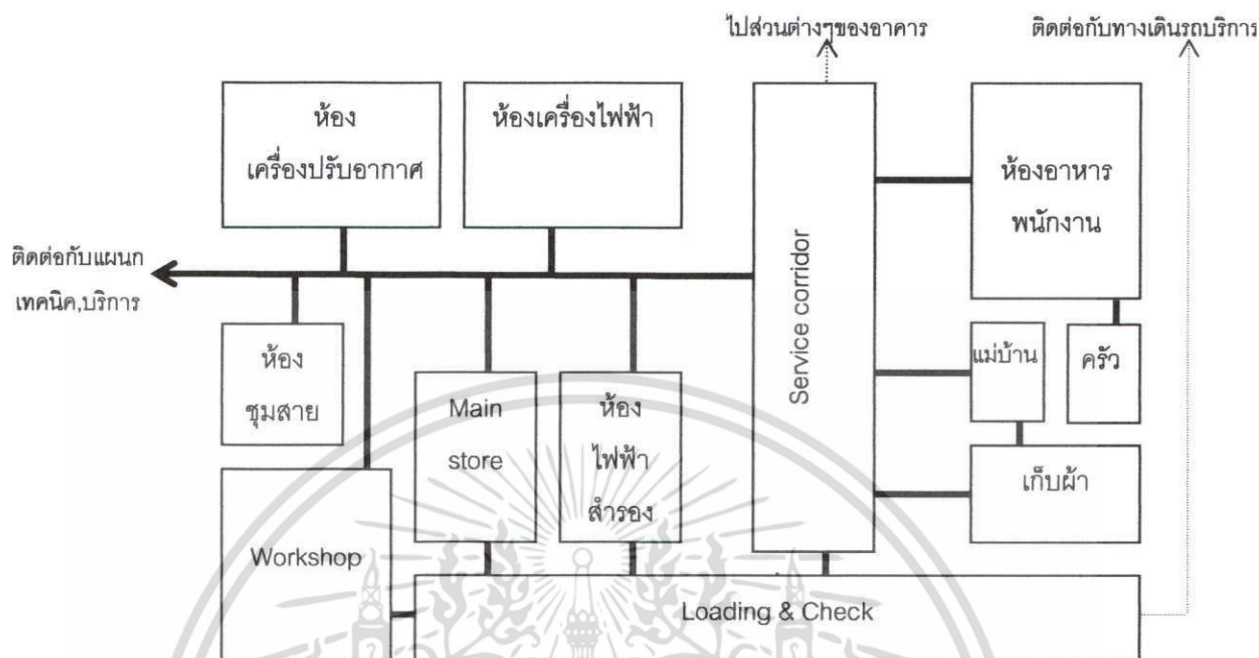 ไปส่วนต่างๆของอาคาร
ติดต่อกับทางเดินรถบริการ
ห้อง
เครื่องปรับอากาศ
ห้องเครื่องไฟฟ้า
Service corridor
ห้องอาหาร
พนักงาน
ติดต่อกับแผนก
เทคนิค,บริการ
ห้อง
ชุมสาย
Main
store
ห้อง
ไฟฟ้า
สำรอง
แม่บ้าน
ครัว
เก็บผ้า
Workshop
Loading & Check